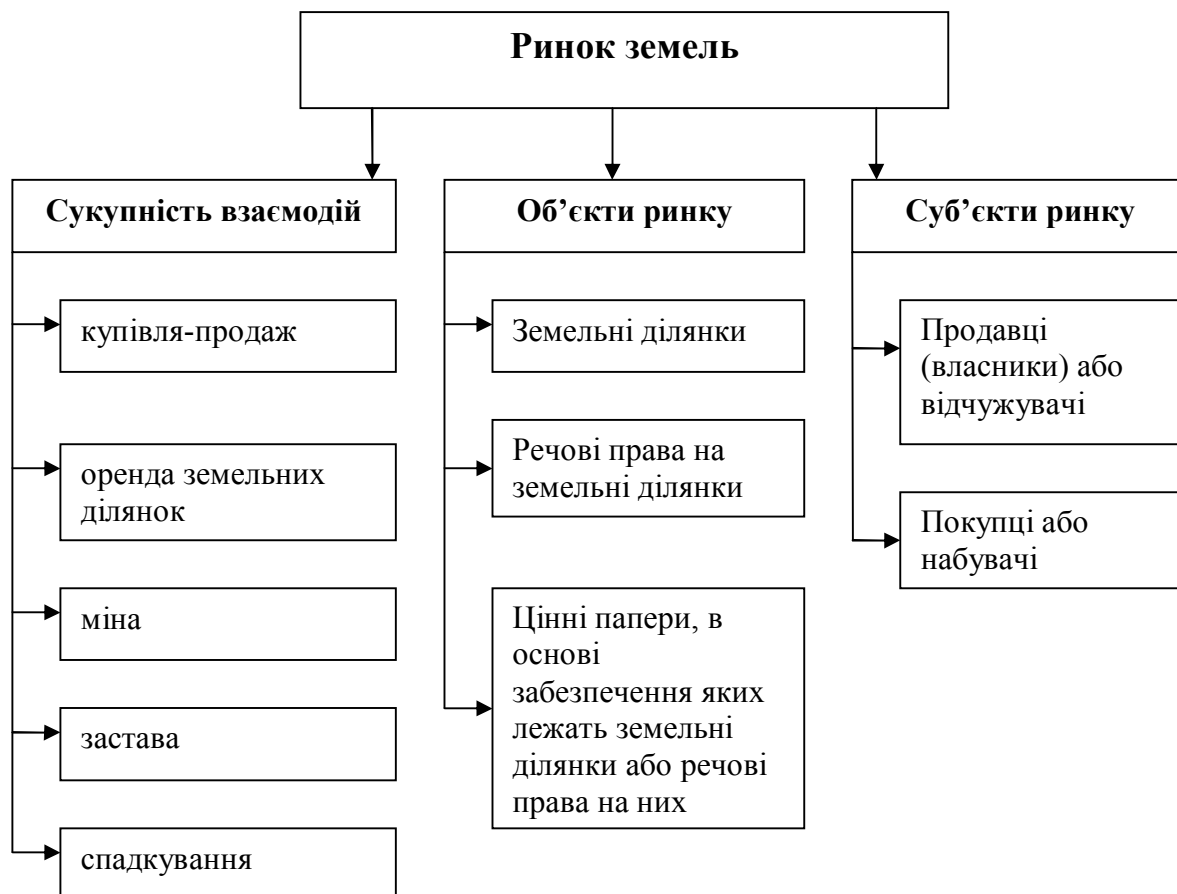 Ринок земель
Сукупність взаємодій
купівля-продаж
оренда земельних
ділянок
міна
застава
спадкування
Об’єкти ринку
Земельні ділянки
Речові права на
земельні ділянки
Цінні папери, в
основі
забезпечення яких
лежать земельні
ділянки або речові
права на них
Суб’єкти ринку
Продавці
(власники) або
відчужувачі
Покупці або
набувачі